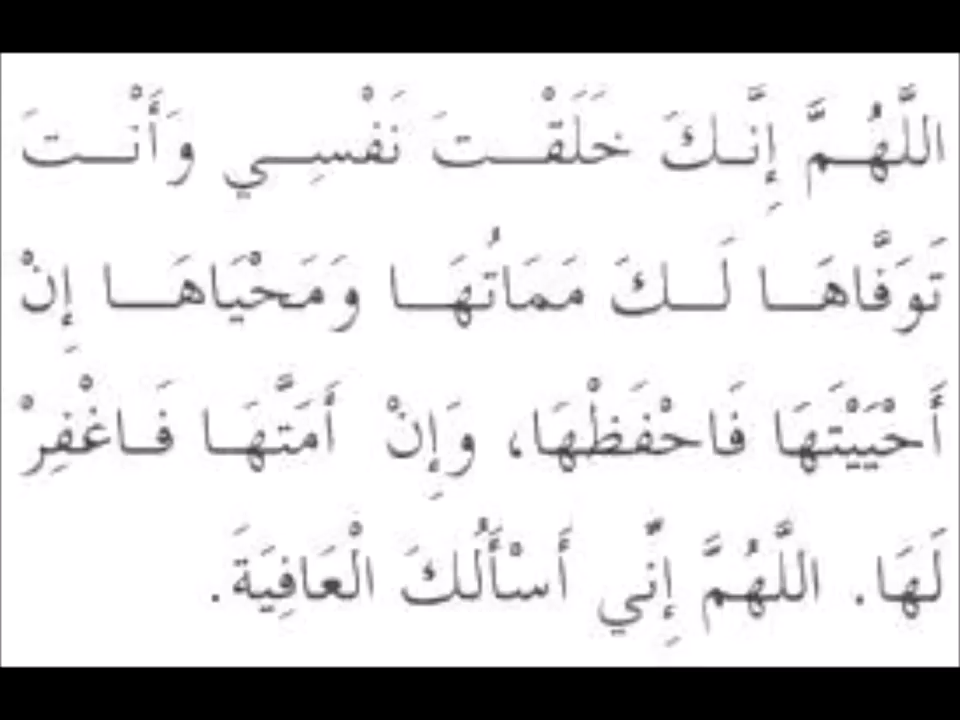 اللَّهُمَّ إِنَّكَ خَلَقْتَ نَفْسِي وَأَنْتَ
تَوَفَّاهَا لَكَ مَمَاتُهَا وَمَحْيَاهَا إِنْ
أَحْيَيْتَهَا فَاحْفَظْهَا، وَإِنْ أَمَتَّهَا فَاغْفِرْ
لَهَا. اللَّهُمَّ إِنِّي أَسْأَلُكَ الْعَافِيَةَ.